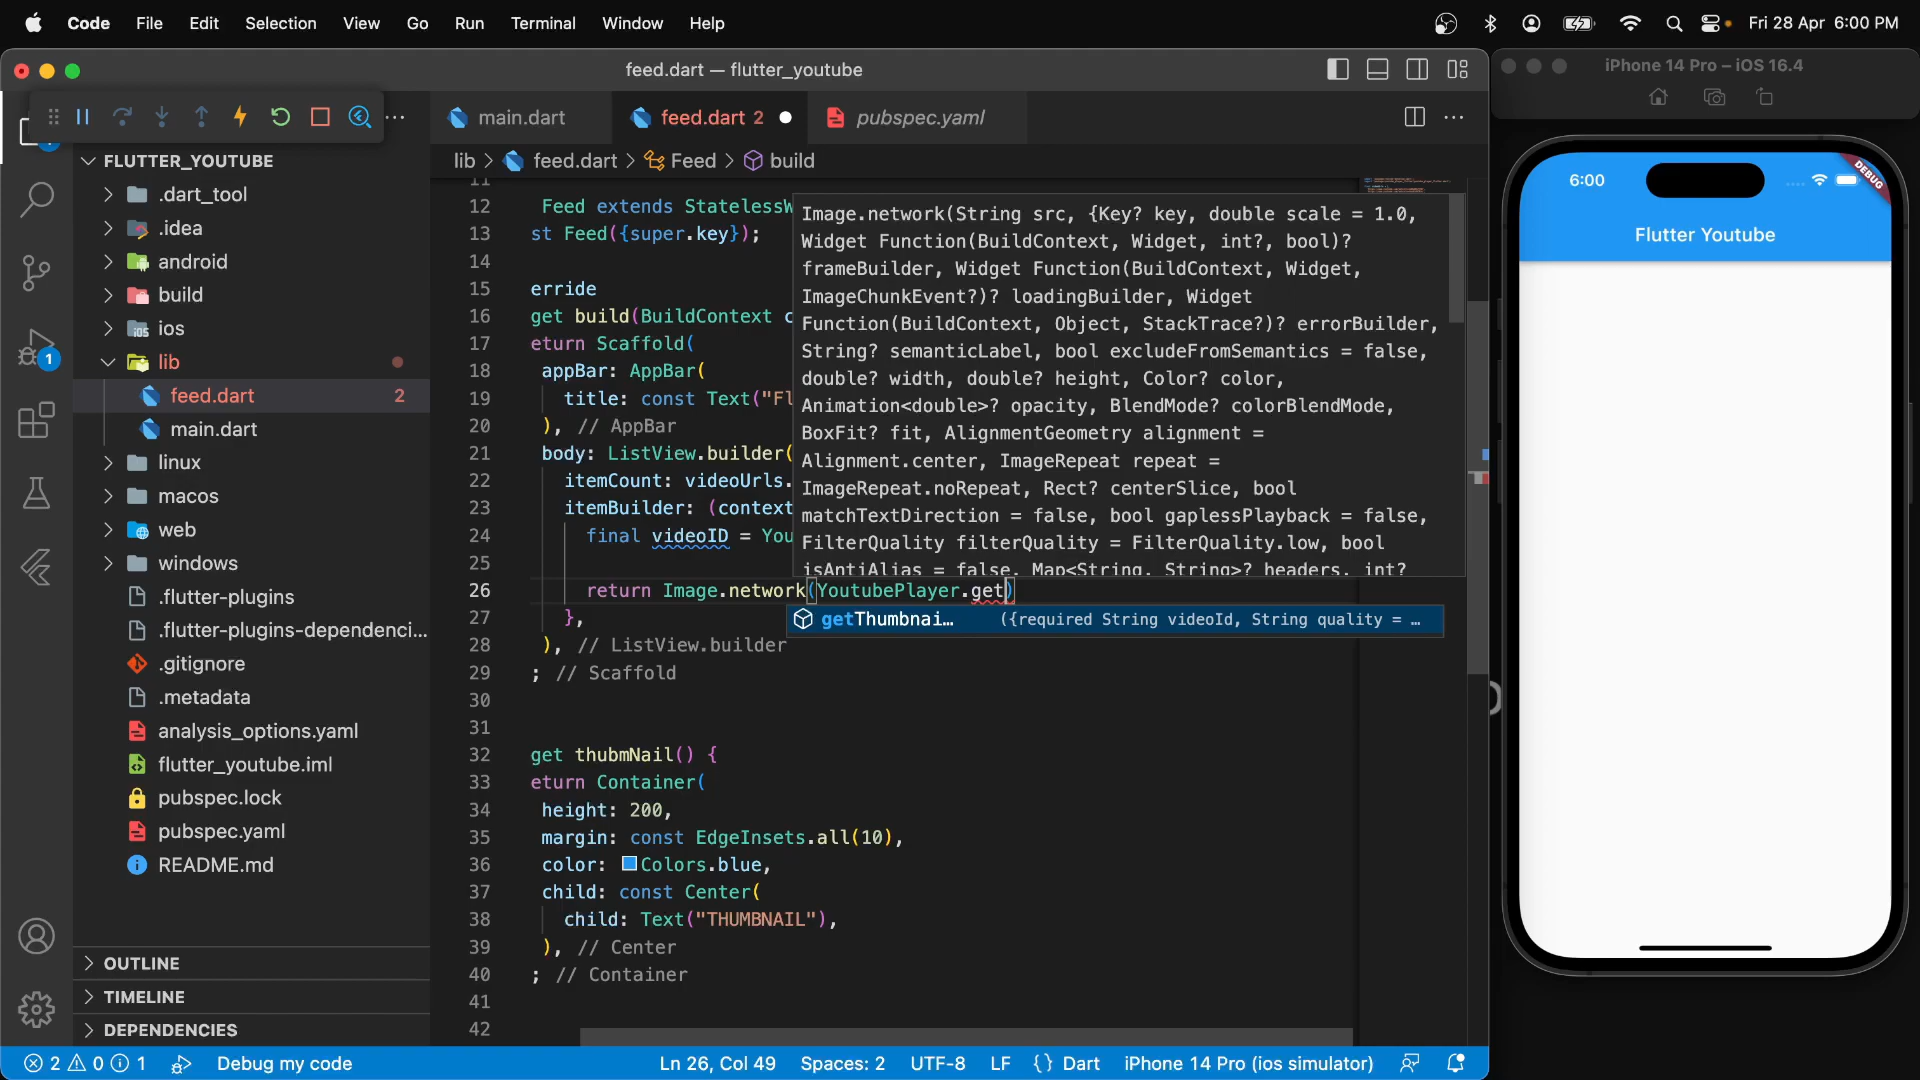 Code File Edit Selection View Go Run Terminal Window Help Fri 28 Apr 6:00 PM
feed.dart — flutter_youtube
iPhone 14 Pro – iOS 16.4
main.dart feed.dart 2 pubspec.yaml
lib > feed.dart > Feed > build
FLUTTER_YOUTUBE
.dart_tool
.idea
android
build
ios
lib
feed.dart 2
main.dart
linux
macos
web
windows
.flutter-plugins
.flutter-plugins-dependenci...
.gitignore
.metadata
analysis_options.yaml
flutter_youtube.iml
pubspec.lock
pubspec.yaml
README.md
OUTLINE
TIMELINE
DEPENDENCIES
1
11
12 Feed extends StatelessW
13 st Feed({super.key});
14
15 erride
16 get build(BuildContext c
17 eturn Scaffold(
18 appBar: AppBar(
19 title: const Text("Fl
20 ), // AppBar
21 body: ListView.builder(
22 itemCount: videoUrls.
23 itemBuilder: (context
24 final videoID = You
25
26 return Image.network(YoutubePlayer.get)
27 },
28 ), // ListView.builder
29 ; // Scaffold
30
31
32 get thubmNail() {
33 eturn Container(
34 height: 200,
35 margin: const EdgeInsets.all(10),
36 color: Colors.blue,
37 child: const Center(
38 child: Text("THUMBNAIL"),
39 ), // Center
40 ; // Container
41
42
Image.network(String src, {Key? key, double scale = 1.0,
Widget Function(BuildContext, Widget, int?, bool)?
frameBuilder, Widget Function(BuildContext, Widget,
ImageChunkEvent?)? loadingBuilder, Widget
Function(BuildContext, Object, StackTrace?)? errorBuilder,
String? semanticLabel, bool excludeFromSemantics = false,
double? width, double? height, Color? color,
Animation<double>? opacity, BlendMode? colorBlendMode,
BoxFit? fit, AlignmentGeometry alignment =
Alignment.center, ImageRepeat repeat =
ImageRepeat.noRepeat, Rect? centerSlice, bool
matchTextDirection = false, bool gaplessPlayback = false,
FilterQuality filterQuality = FilterQuality.low, bool
isAntiAlias = false, Map<String, String>? headers, int?
getThumbnai... ({required String videoId, String quality = …
6:00
DEBUG
Flutter Youtube
2 0 1 Debug my code Ln 26, Col 49 Spaces: 2 UTF-8 LF {} Dart iPhone 14 Pro (ios simulator)